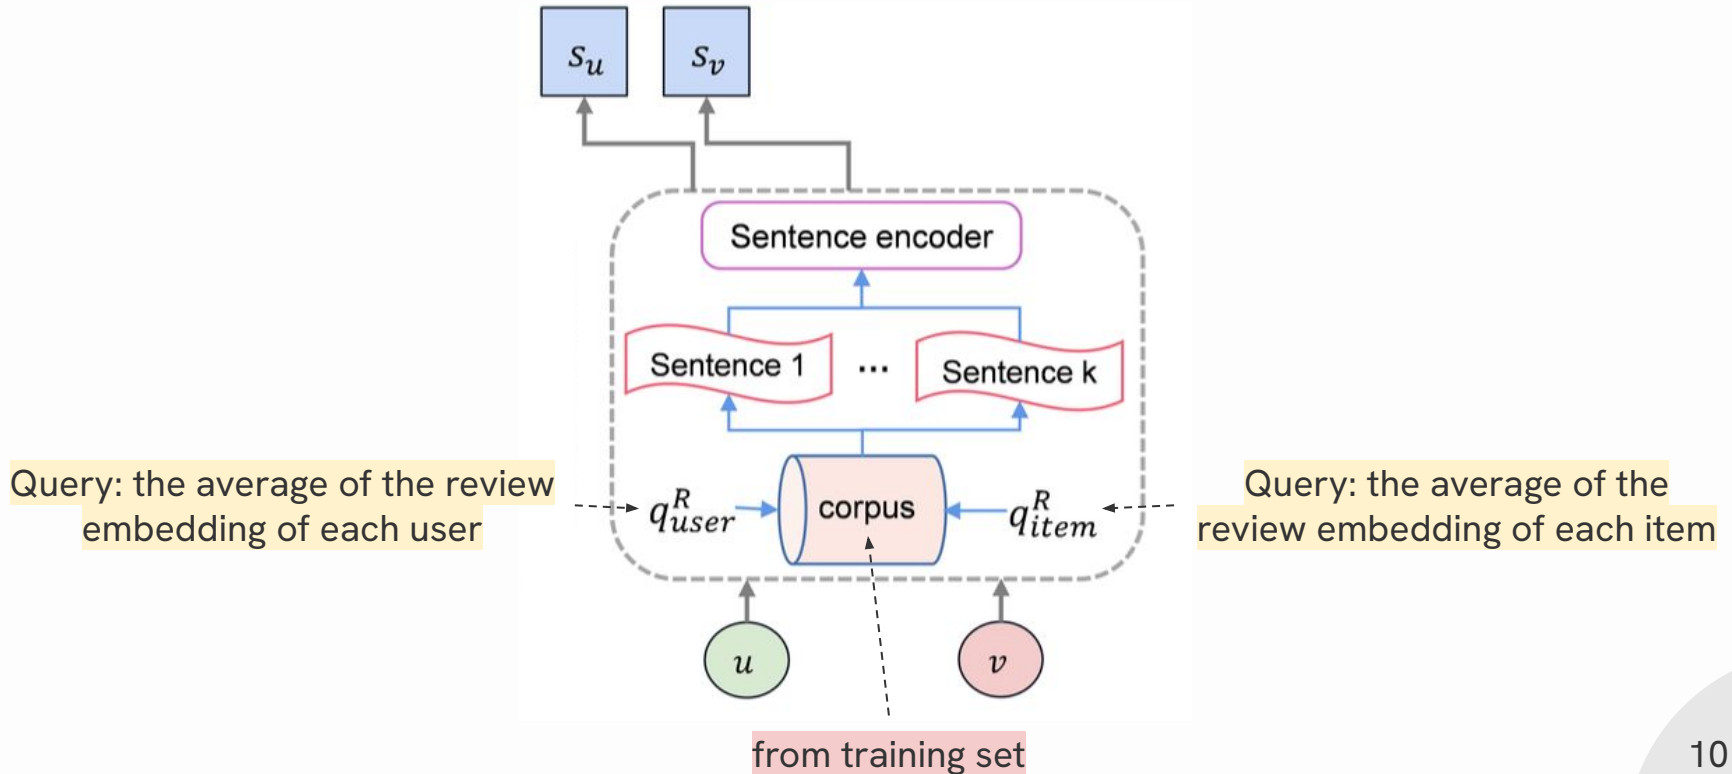 S_u S_v
Sentence encoder
Sentence 1 ... Sentence k
Query: the average of the review
embedding of each user
q^R_user
corpus
q^R_item
Query: the average of the
review embedding of each item
u v
from training set
10